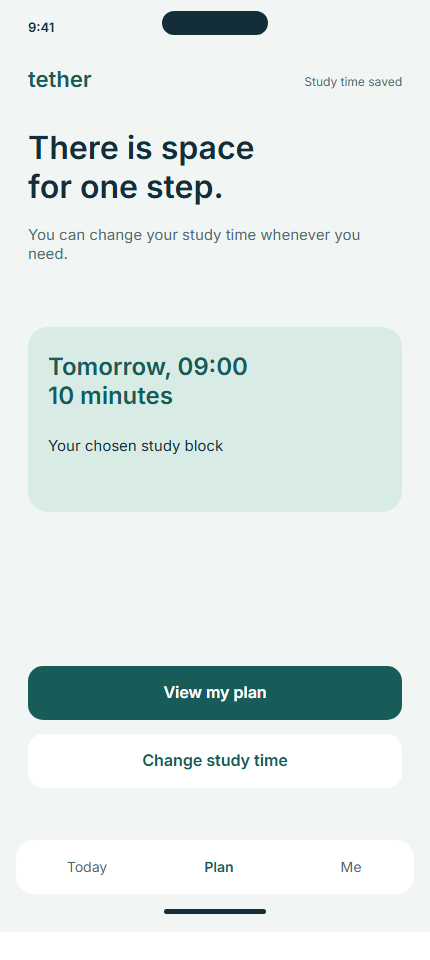 9:41
tether
Study time saved
There is space
for one step.
You can change your study time whenever you
need.
Tomorrow, 09:00
10 minutes
Your chosen study block
View my plan
Change study time
Today
Plan
Me